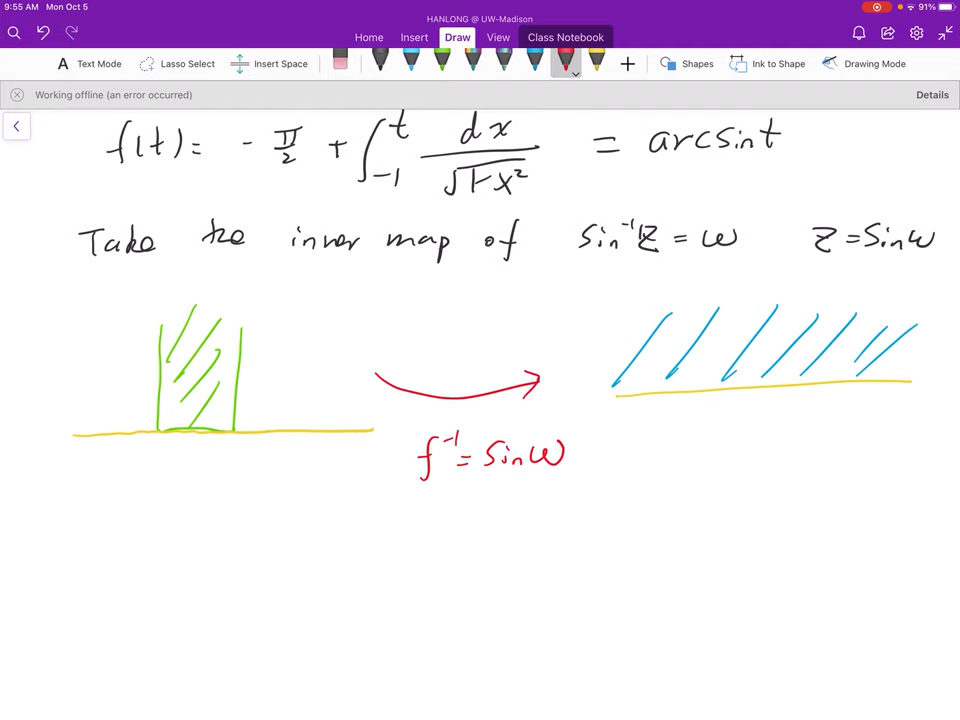 9:55 AM Mon Oct 5
91%
HANLONG @ UW-Madison
Home Insert Draw View Class Notebook
Text Mode Lasso Select Insert Space Shapes Ink to Shape Drawing Mode
Working offline (an error occurred) Details
f(t) = - π/2 + ∫_{-1}^{t} dx/√(1-x²) = arcsin t
Take the inver map of sin⁻¹z = ω z = sin ω
f⁻¹ = sin ω